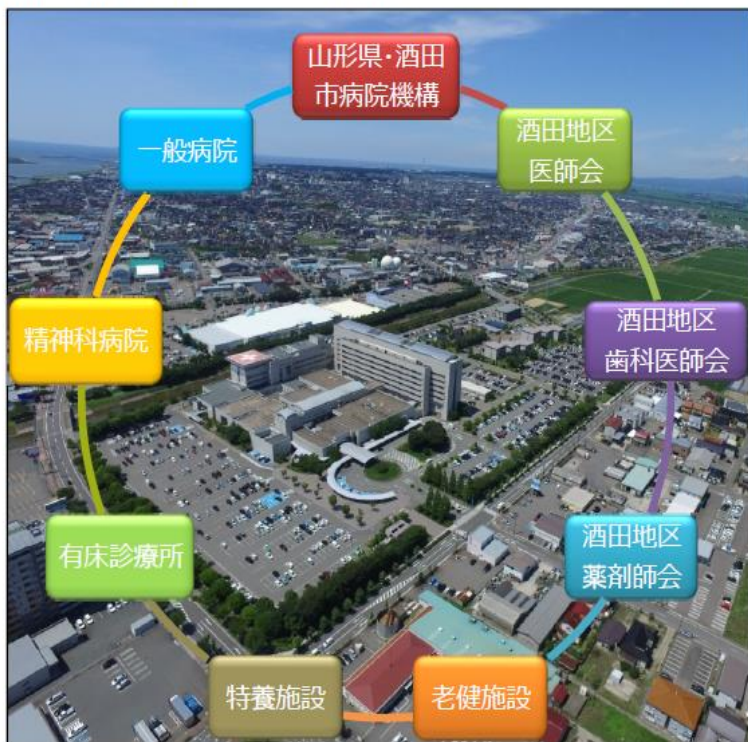 山形県・酒田
市病院機構
酒田地区
医師会
酒田地区
歯科医師会
酒田地区
薬剤師会
老健施設
特養施設
有床診療所
精神科病院
一般病院